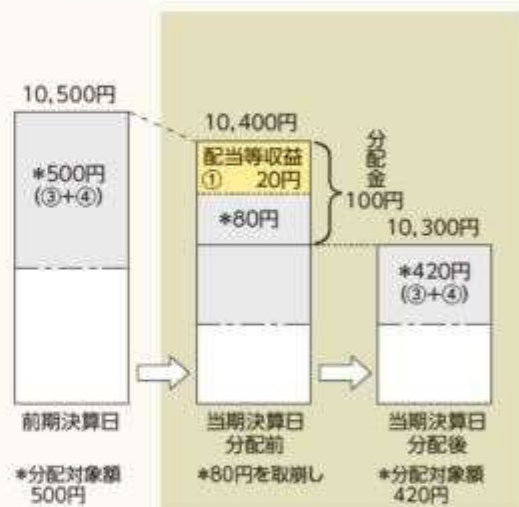 10,500円
*500円
(③+④)
前期決算日
*分配対象額
500円
10,400円
配当等収益
① 20円
*80円
分配金
100円
当期決算日
分配前
*80円を取崩し
10,300円
*420円
(③+④)
当期決算日
分配後
*分配対象額
420円